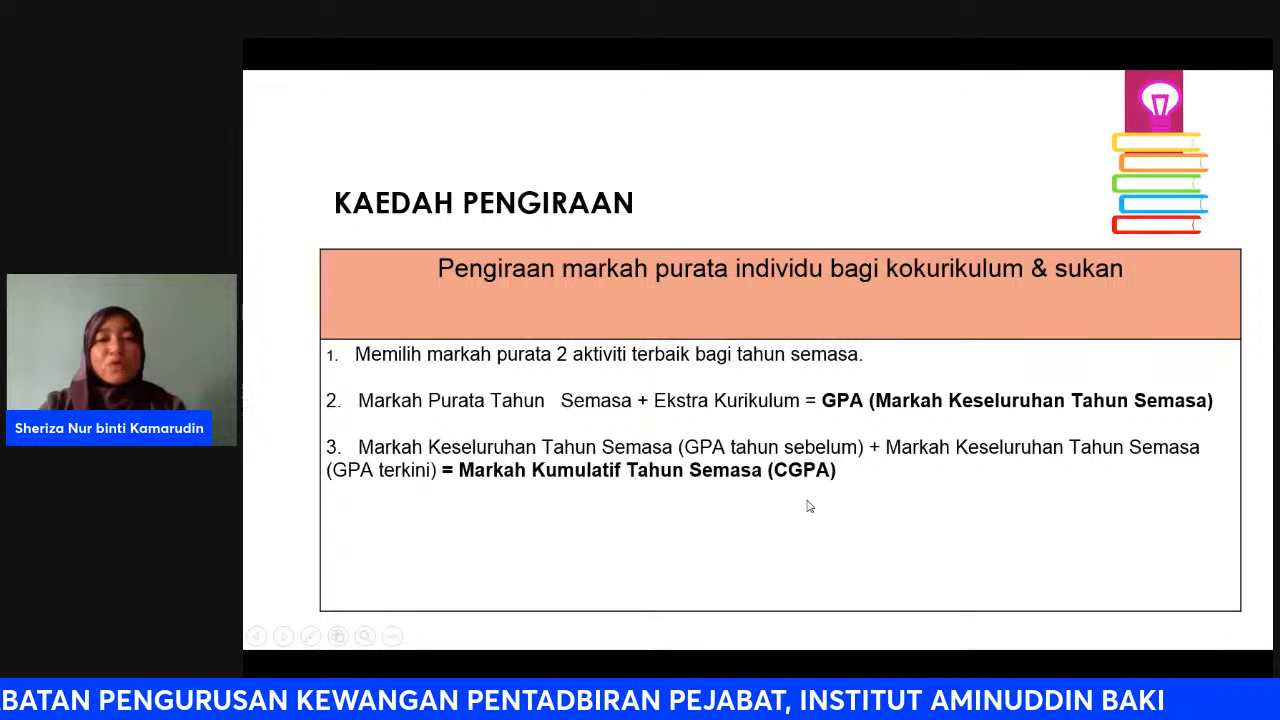 KAEDAH PENGIRAAN
Pengiraan markah purata individu bagi kokurikulum & sukan
1. Memilih markah purata 2 aktiviti terbaik bagi tahun semasa.
2. Markah Purata Tahun Semasa + Ekstra Kurikulum = GPA (Markah Keseluruhan Tahun Semasa)
3. Markah Keseluruhan Tahun Semasa (GPA tahun sebelum) + Markah Keseluruhan Tahun Semasa
(GPA terkini) = Markah Kumulatif Tahun Semasa (CGPA)
Sheriza Nur binti Kamarudin
BATAN PENGURUSAN KEWANGAN PENTADBIRAN PEJABAT, INSTITUT AMINUDDIN BAKI